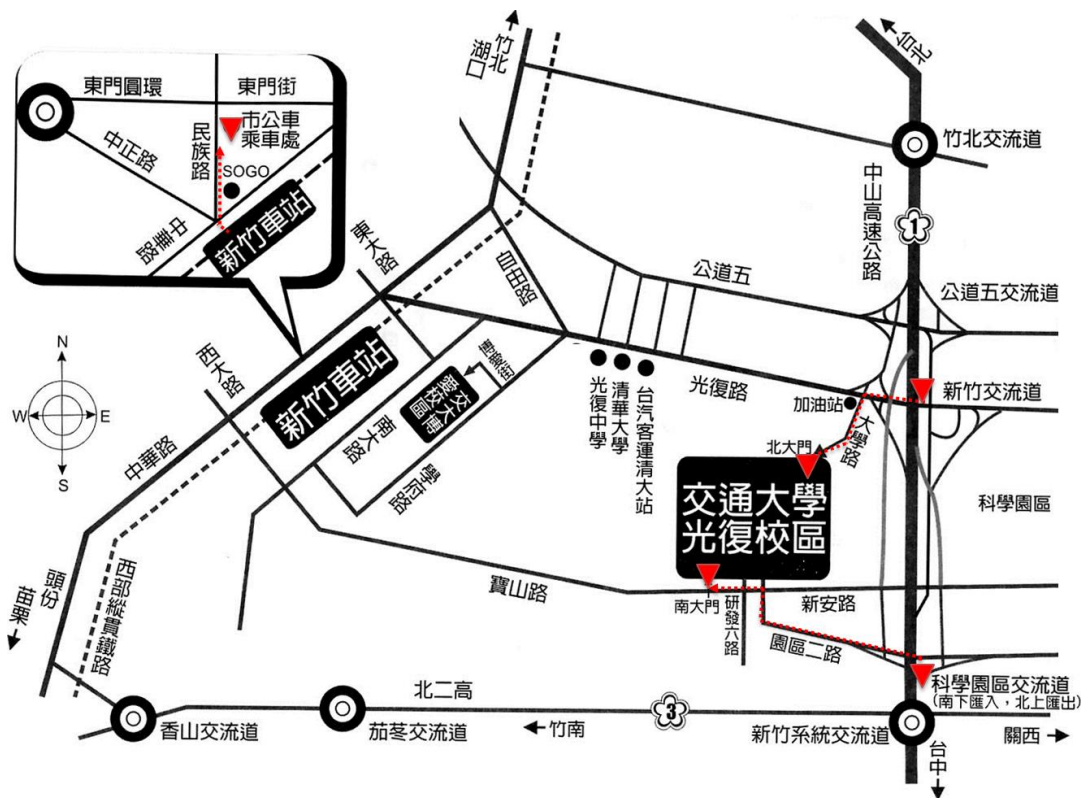 東門圓環
東門街
中正路
民族路
市公車
乘車處
SOGO
中華路
新竹車站
竹北
湖口
台北
竹北交流道
中山高速公路
1
公道五
公道五交流道
東大路
自由路
西大路
新竹車站
博愛街
交大博
愛校區
南大路
學府路
中華路
光復中學
清華大學
台汽客運清大站
光復路
加油站
大學路
新竹交流道
北大門
交通大學
光復校區
科學園區
N
W
E
S
頭份
苗栗
西部縱貫鐵路
寶山路
南大門
研發六路
新安路
園區二路
科學園區交流道
(南下匯入，北上匯出)
北二高
3
香山交流道
茄苳交流道
竹南
新竹系統交流道
關西
台中